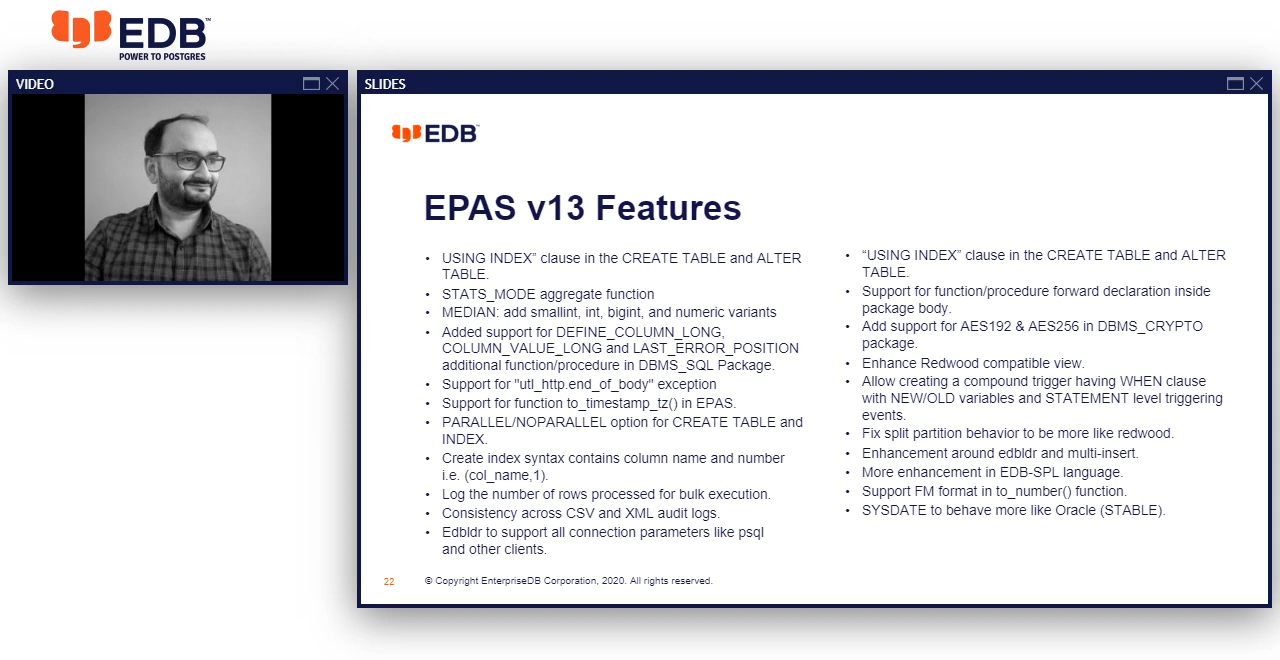 EDB™
POWER TO POSTGRES
VIDEO
SLIDES
EDB™
EPAS v13 Features
• USING INDEX” clause in the CREATE TABLE and ALTER
TABLE.
• STATS_MODE aggregate function
• MEDIAN: add smallint, int, bigint, and numeric variants
• Added support for DEFINE_COLUMN_LONG,
COLUMN_VALUE_LONG and LAST_ERROR_POSITION
additional function/procedure in DBMS_SQL Package.
• Support for "utl_http.end_of_body" exception
• Support for function to_timestamp_tz() in EPAS.
• PARALLEL/NOPARALLEL option for CREATE TABLE and
INDEX.
• Create index syntax contains column name and number
i.e. (col_name,1).
• Log the number of rows processed for bulk execution.
• Consistency across CSV and XML audit logs.
• Edbldr to support all connection parameters like psql
and other clients.
• “USING INDEX” clause in the CREATE TABLE and ALTER
TABLE.
• Support for function/procedure forward declaration inside
package body.
• Add support for AES192 & AES256 in DBMS_CRYPTO
package.
• Enhance Redwood compatible view.
• Allow creating a compound trigger having WHEN clause
with NEW/OLD variables and STATEMENT level triggering
events.
• Fix split partition behavior to be more like redwood.
• Enhancement around edbldr and multi-insert.
• More enhancement in EDB-SPL language.
• Support FM format in to_number() function.
• SYSDATE to behave more like Oracle (STABLE).
22
© Copyright EnterpriseDB Corporation, 2020. All rights reserved.